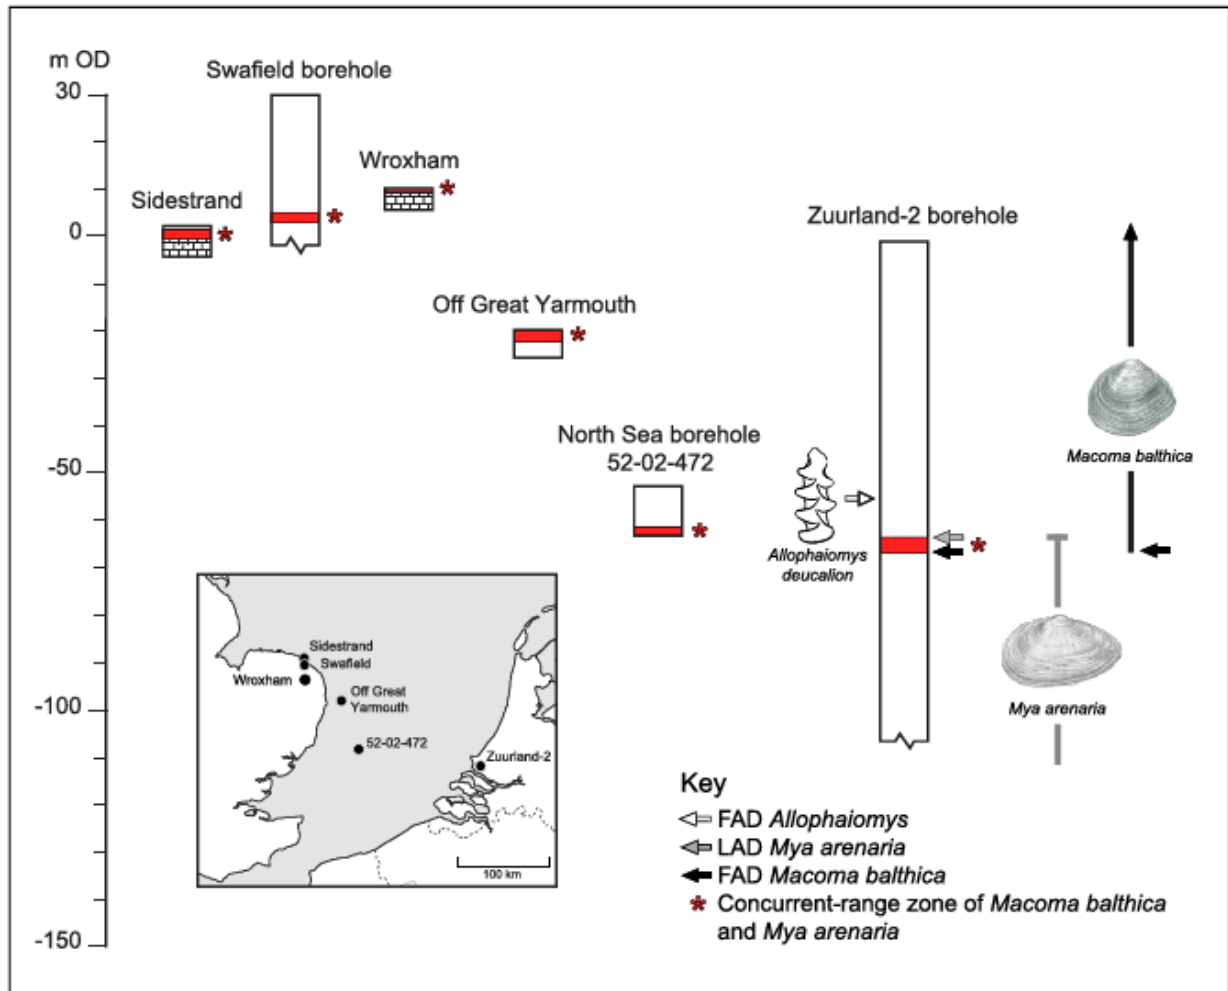 m OD
30
0
-50
-100
-150
Swafield borehole
Wroxham
Sidestrand
Zuurland-2 borehole
Off Great Yarmouth
North Sea borehole
52-02-472
Allophaiomys
deucalion
Macoma balthica
Mya arenaria
Sidestrand
Swafield
Wroxham
Off Great
Yarmouth
52-02-472
Zuurland-2
100 km
Key
FAD Allophaiomys
LAD Mya arenaria
FAD Macoma balthica
* Concurrent-range zone of Macoma balthica
and Mya arenaria